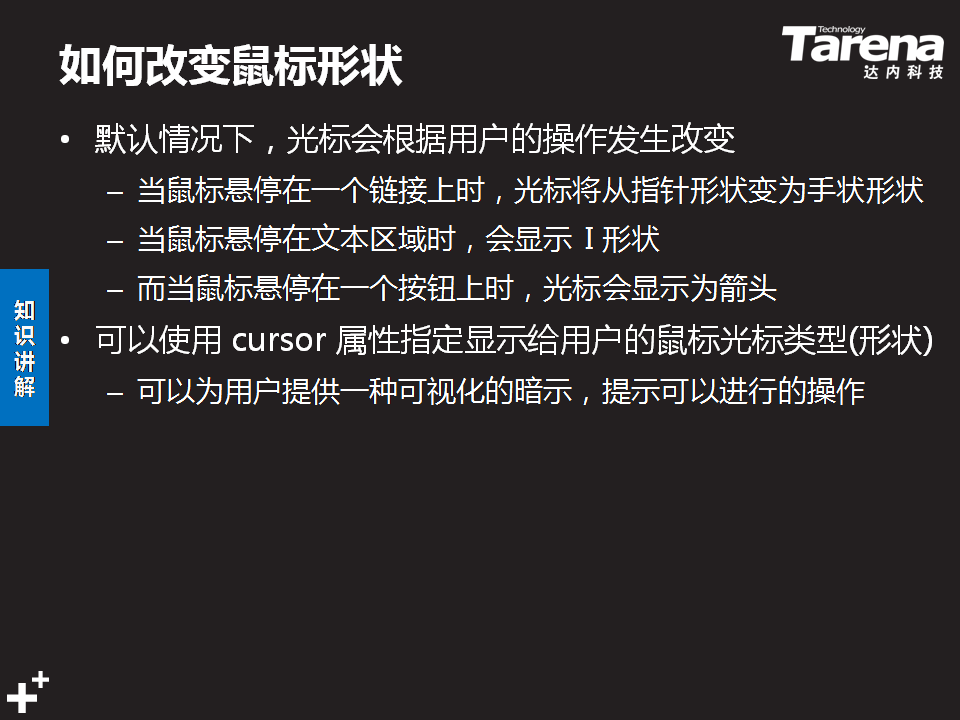 如何改变鼠标形状
Technology
Tarena
达内科技
• 默认情况下，光标会根据用户的操作发生改变
– 当鼠标悬停在一个链接上时，光标将从指针形状变为手状形状
– 当鼠标悬停在文本区域时，会显示 I 形状
– 而当鼠标悬停在一个按钮上时，光标会显示为箭头
知识讲解
• 可以使用 cursor 属性指定显示给用户的鼠标光标类型(形状)
– 可以为用户提供一种可视化的暗示，提示可以进行的操作